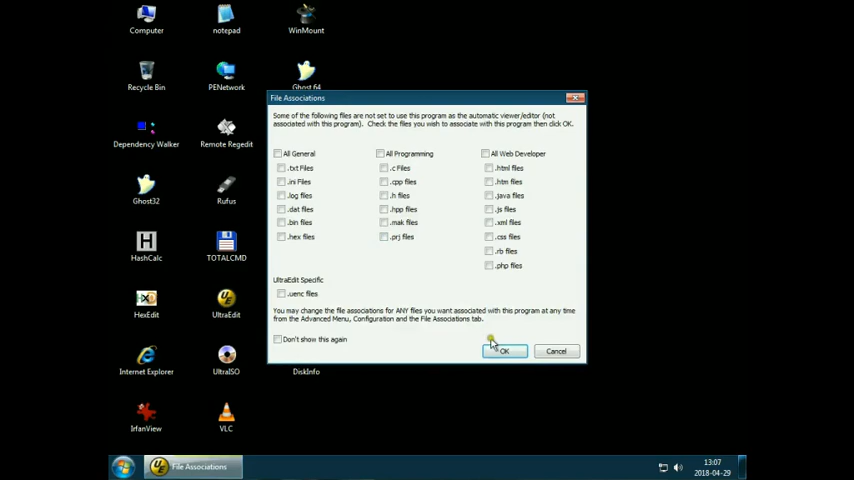 Computer
notepad
WinMount
Recycle Bin
PENetwork
Ghost 64
Dependency Walker
Remote Regedit
Ghost32
Rufus
HashCalc
TOTALCMD
HexEdit
UltraEdit
Internet Explorer
UltraISO
DiskInfo
IrfanView
VLC
File Associations
Some of the following files are not set to use this program as the automatic viewer/editor (not
associated with this program). Check the files you wish to associate with this program then click OK.
All General
All Programming
All Web Developer
.txt Files
.c Files
.html files
.ini Files
.cpp files
.htm files
.log files
.h files
.java files
.dat files
.hpp files
.js files
.bin files
.mak files
.xml files
.hex files
.prj files
.css files
.rb files
.php files
UltraEdit Specific
.uenc files
You may change the file associations for ANY files you want associated with this program at any time
from the Advanced Menu, Configuration and the File Associations tab.
Don't show this again
OK
Cancel
UE
File Associations
13:07
2018-04-29